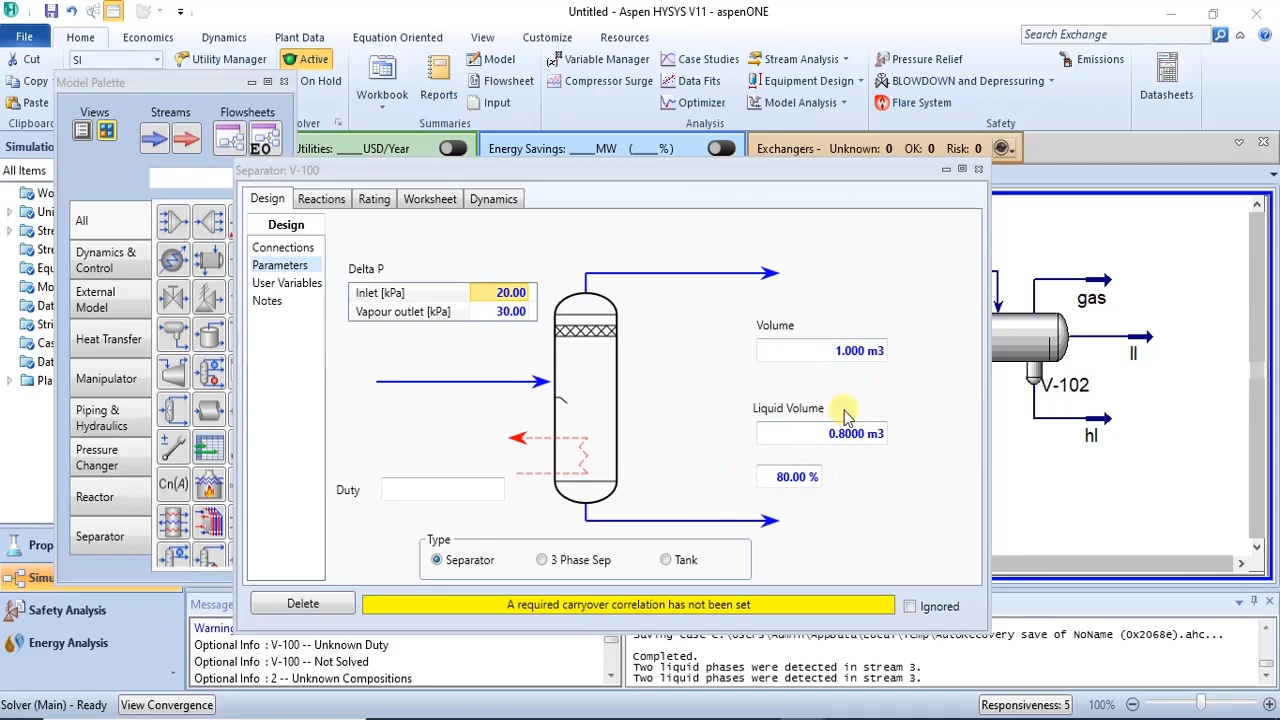 Untitled - Aspen HYSYS V11 - aspenONE
File Home Economics Dynamics Plant Data Equation Oriented View Customize Resources Search Exchange
Cut SI Utility Manager Active Model Variable Manager Case Studies Stream Analysis Pressure Relief Emissions
Copy On Hold Workbook Reports Flowsheet Compressor Surge Data Fits Equipment Design BLOWDOWN and Depressuring Datasheets
Paste Input Optimizer Model Analysis Flare System
Clipboard Summaries Analysis Safety
Model Palette
Views Streams Flowsheets
EO
Utilities: ____USD/Year Energy Savings: ____MW (____%) Exchangers - Unknown: 0 OK: 0 Risk: 0
Simulatio
All Items
All
Dynamics & Control
External Model
Heat Transfer
Manipulator
Piping & Hydraulics
Pressure Changer
Reactor
Separator
Cn(A)
Separator: V-100
Design Reactions Rating Worksheet Dynamics
Design
Connections
Parameters
User Variables
Notes
Delta P
Inlet [kPa] 20.00
Vapour outlet [kPa] 30.00
Volume
1.000 m3
Liquid Volume
0.8000 m3
80.00 %
Duty
Type
Separator 3 Phase Sep Tank
Delete A required carryover correlation has not been set Ignored
gas
ll
V-102
hl
Prop
Simu
Safety Analysis
Energy Analysis
Messages
Optional Info : V-100 -- Unknown Duty
Optional Info : V-100 -- Not Solved
Optional Info : 2 -- Unknown Compositions
Completed.
Two liquid phases were detected in stream 3.
Two liquid phases were detected in stream 3.
Solver (Main) - Ready View Convergence Responsiveness: 5 100%